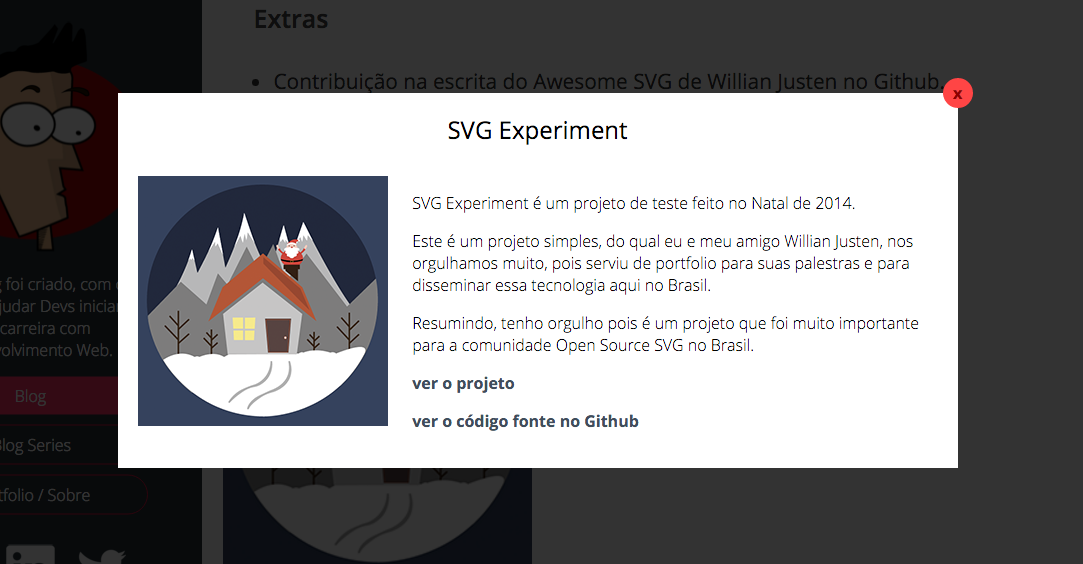 Extras
• Contribuição na escrita do Awesome SVG de Willian Justen no Github.
x
SVG Experiment
SVG Experiment é um projeto de teste feito no Natal de 2014.
Este é um projeto simples, do qual eu e meu amigo Willian Justen, nos
orgulhamos muito, pois serviu de portfolio para suas palestras e para
disseminar essa tecnologia aqui no Brasil.
Resumindo, tenho orgulho pois é um projeto que foi muito importante
para a comunidade Open Source SVG no Brasil.
ver o projeto
ver o código fonte no Github
foi criado, com
ajudar Devs
carreira com
Web.
Blog
Blog Series
/ Sobre